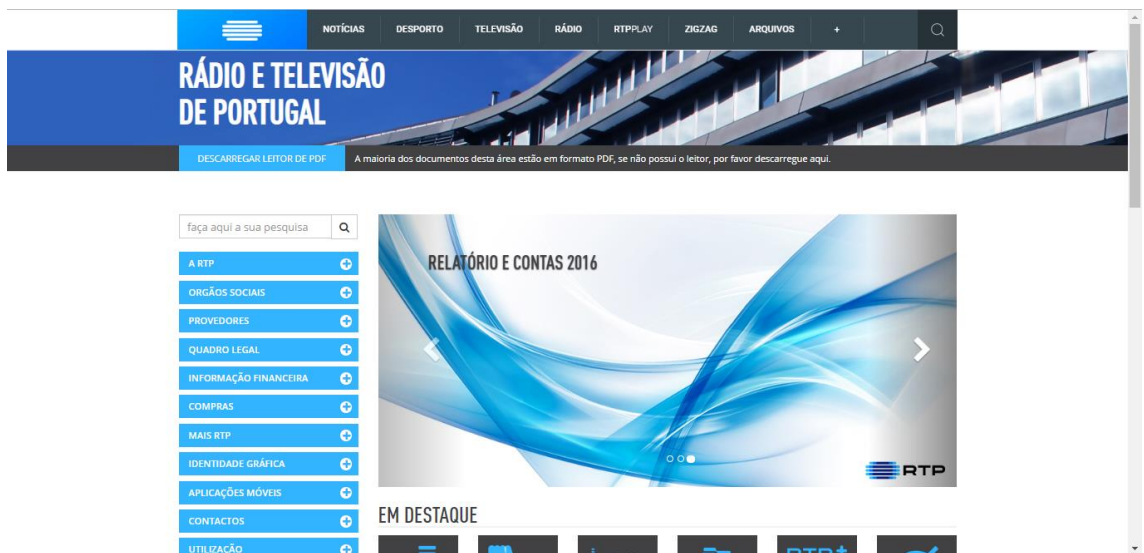 NOTÍCIAS DESPORTO TELEVISÃO RÁDIO RTPPLAY ZIGZAG ARQUIVOS +
RÁDIO E TELEVISÃO
DE PORTUGAL
DESCARREGAR LEITOR DE PDF A maioria dos documentos desta área estão em formato PDF, se não possui o leitor, por favor descarregue aqui.
faça aqui a sua pesquisa
A RTP
ORGÃOS SOCIAIS
PROVEDORES
QUADRO LEGAL
INFORMAÇÃO FINANCEIRA
COMPRAS
MAIS RTP
IDENTIDADE GRÁFICA
APLICAÇÕES MÓVEIS
CONTACTOS
UTILIZAÇÃO
RELATÓRIO E CONTAS 2016
RTP
EM DESTAQUE